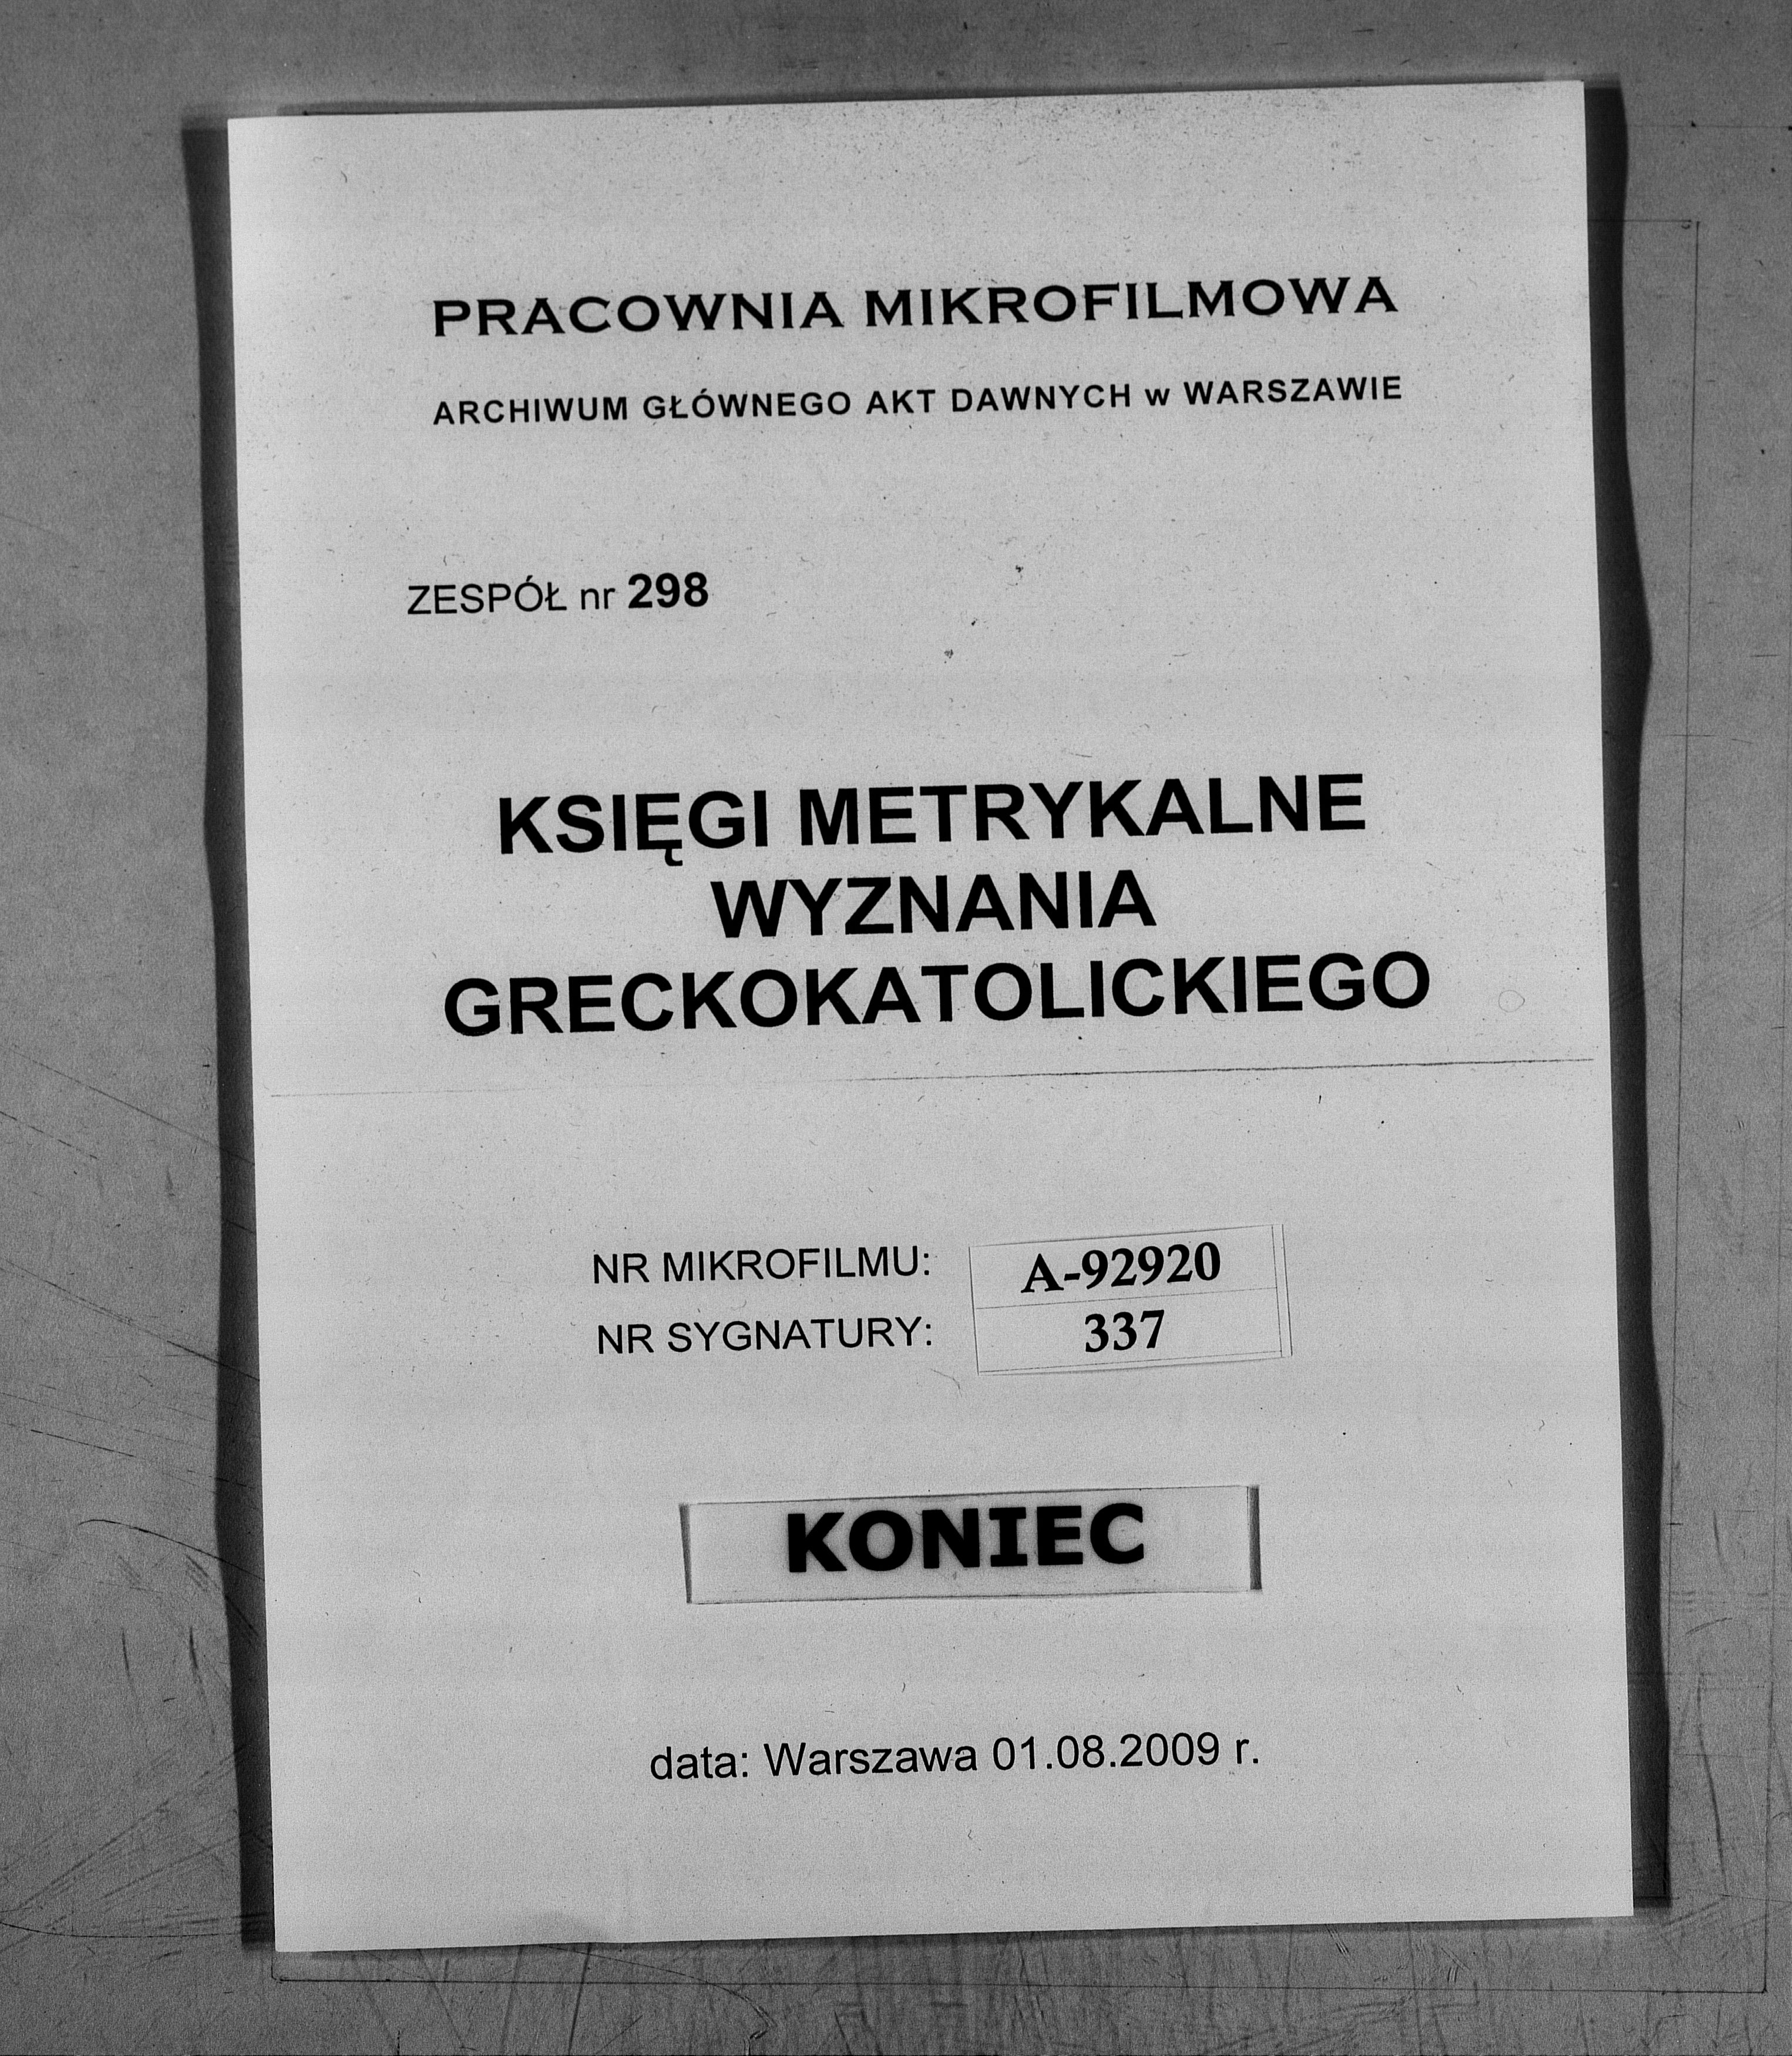 PRACOWNIA MIKROFILMOWA
ARCHIWUM GŁÓWNEGO AKT DAWNYCH w WARSZAWIE
ZESPÓŁ nr 298
KSIĘGI METRYKALNE
WYZNANIA
GRECKOKATOLICKIEGO
NR MIKROFILMU: A-92920
NR SYGNATURY: 337
KONIEC
data: Warszawa 01.08.2009 r.